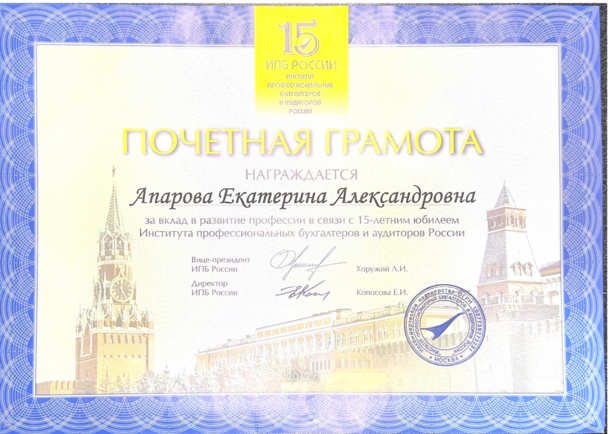 15
ИПБ РОССИИ
ИНСТИТУТ
ПРОФЕССИОНАЛЬНЫХ
БУХГАЛТЕРОВ
И АУДИТОРОВ
РОССИИ
ПОЧЕТНАЯ ГРАМОТА
НАГРАЖДАЕТСЯ
Апарова Екатерина Александровна
за вклад в развитие профессии в связи с 15-летним юбилеем
Института профессиональных бухгалтеров и аудиторов России
Вице-президент
ИПБ России
Хоружий Л.И.
Директор
ИПБ России
Копосова Е.И.
МОСКВА